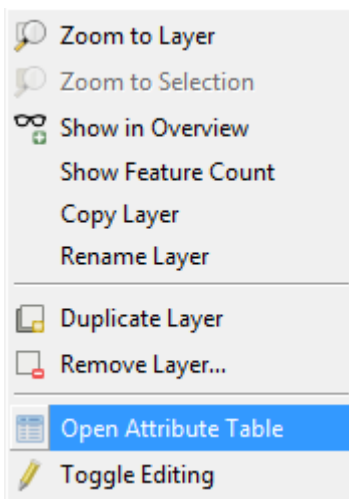 Zoom to Layer
Zoom to Selection
Show in Overview
Show Feature Count
Copy Layer
Rename Layer
Duplicate Layer
Remove Layer...
Open Attribute Table
Toggle Editing